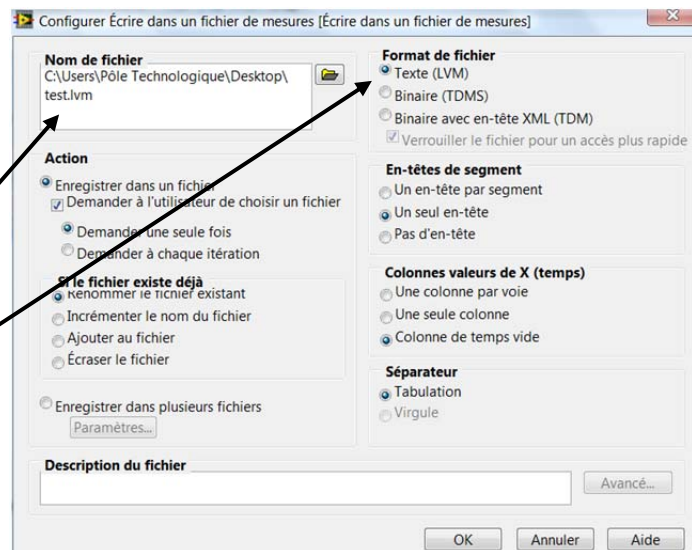 Configurer Écrire dans un fichier de mesures [Écrire dans un fichier de mesures]
Nom de fichier
C:\Users\Pôle Technologique\Desktop\
test.lvm
Action
Enregistrer dans un fichier
Demander à l'utilisateur de choisir un fichier
Demander une seule fois
Demander à chaque itération
Si le fichier existe déjà
Renommer le fichier existant
Incrémenter le nom du fichier
Ajouter au fichier
Écraser le fichier
Enregistrer dans plusieurs fichiers
Paramètres...
Format de fichier
Texte (LVM)
Binaire (TDMS)
Binaire avec en-tête XML (TDM)
Verrouiller le fichier pour un accès plus rapide
En-têtes de segment
Un en-tête par segment
Un seul en-tête
Pas d'en-tête
Colonnes valeurs de X (temps)
Une colonne par voie
Une seule colonne
Colonne de temps vide
Séparateur
Tabulation
Virgule
Description du fichier
Avancé...
OK
Annuler
Aide